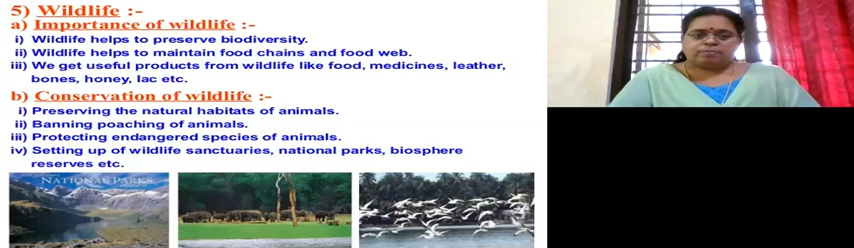 5) Wildlife :-
a) Importance of wildlife :-
i) Wildlife helps to preserve biodiversity.
ii) Wildlife helps to maintain food chains and food web.
iii) We get useful products from wildlife like food, medicines, leather,
bones, honey, lac etc.
b) Conservation of wildlife :-
i) Preserving the natural habitats of animals.
ii) Banning poaching of animals.
iii) Protecting endangered species of animals.
iv) Setting up of wildlife sanctuaries, national parks, biosphere
reserves etc.
NATIONAL PARKS